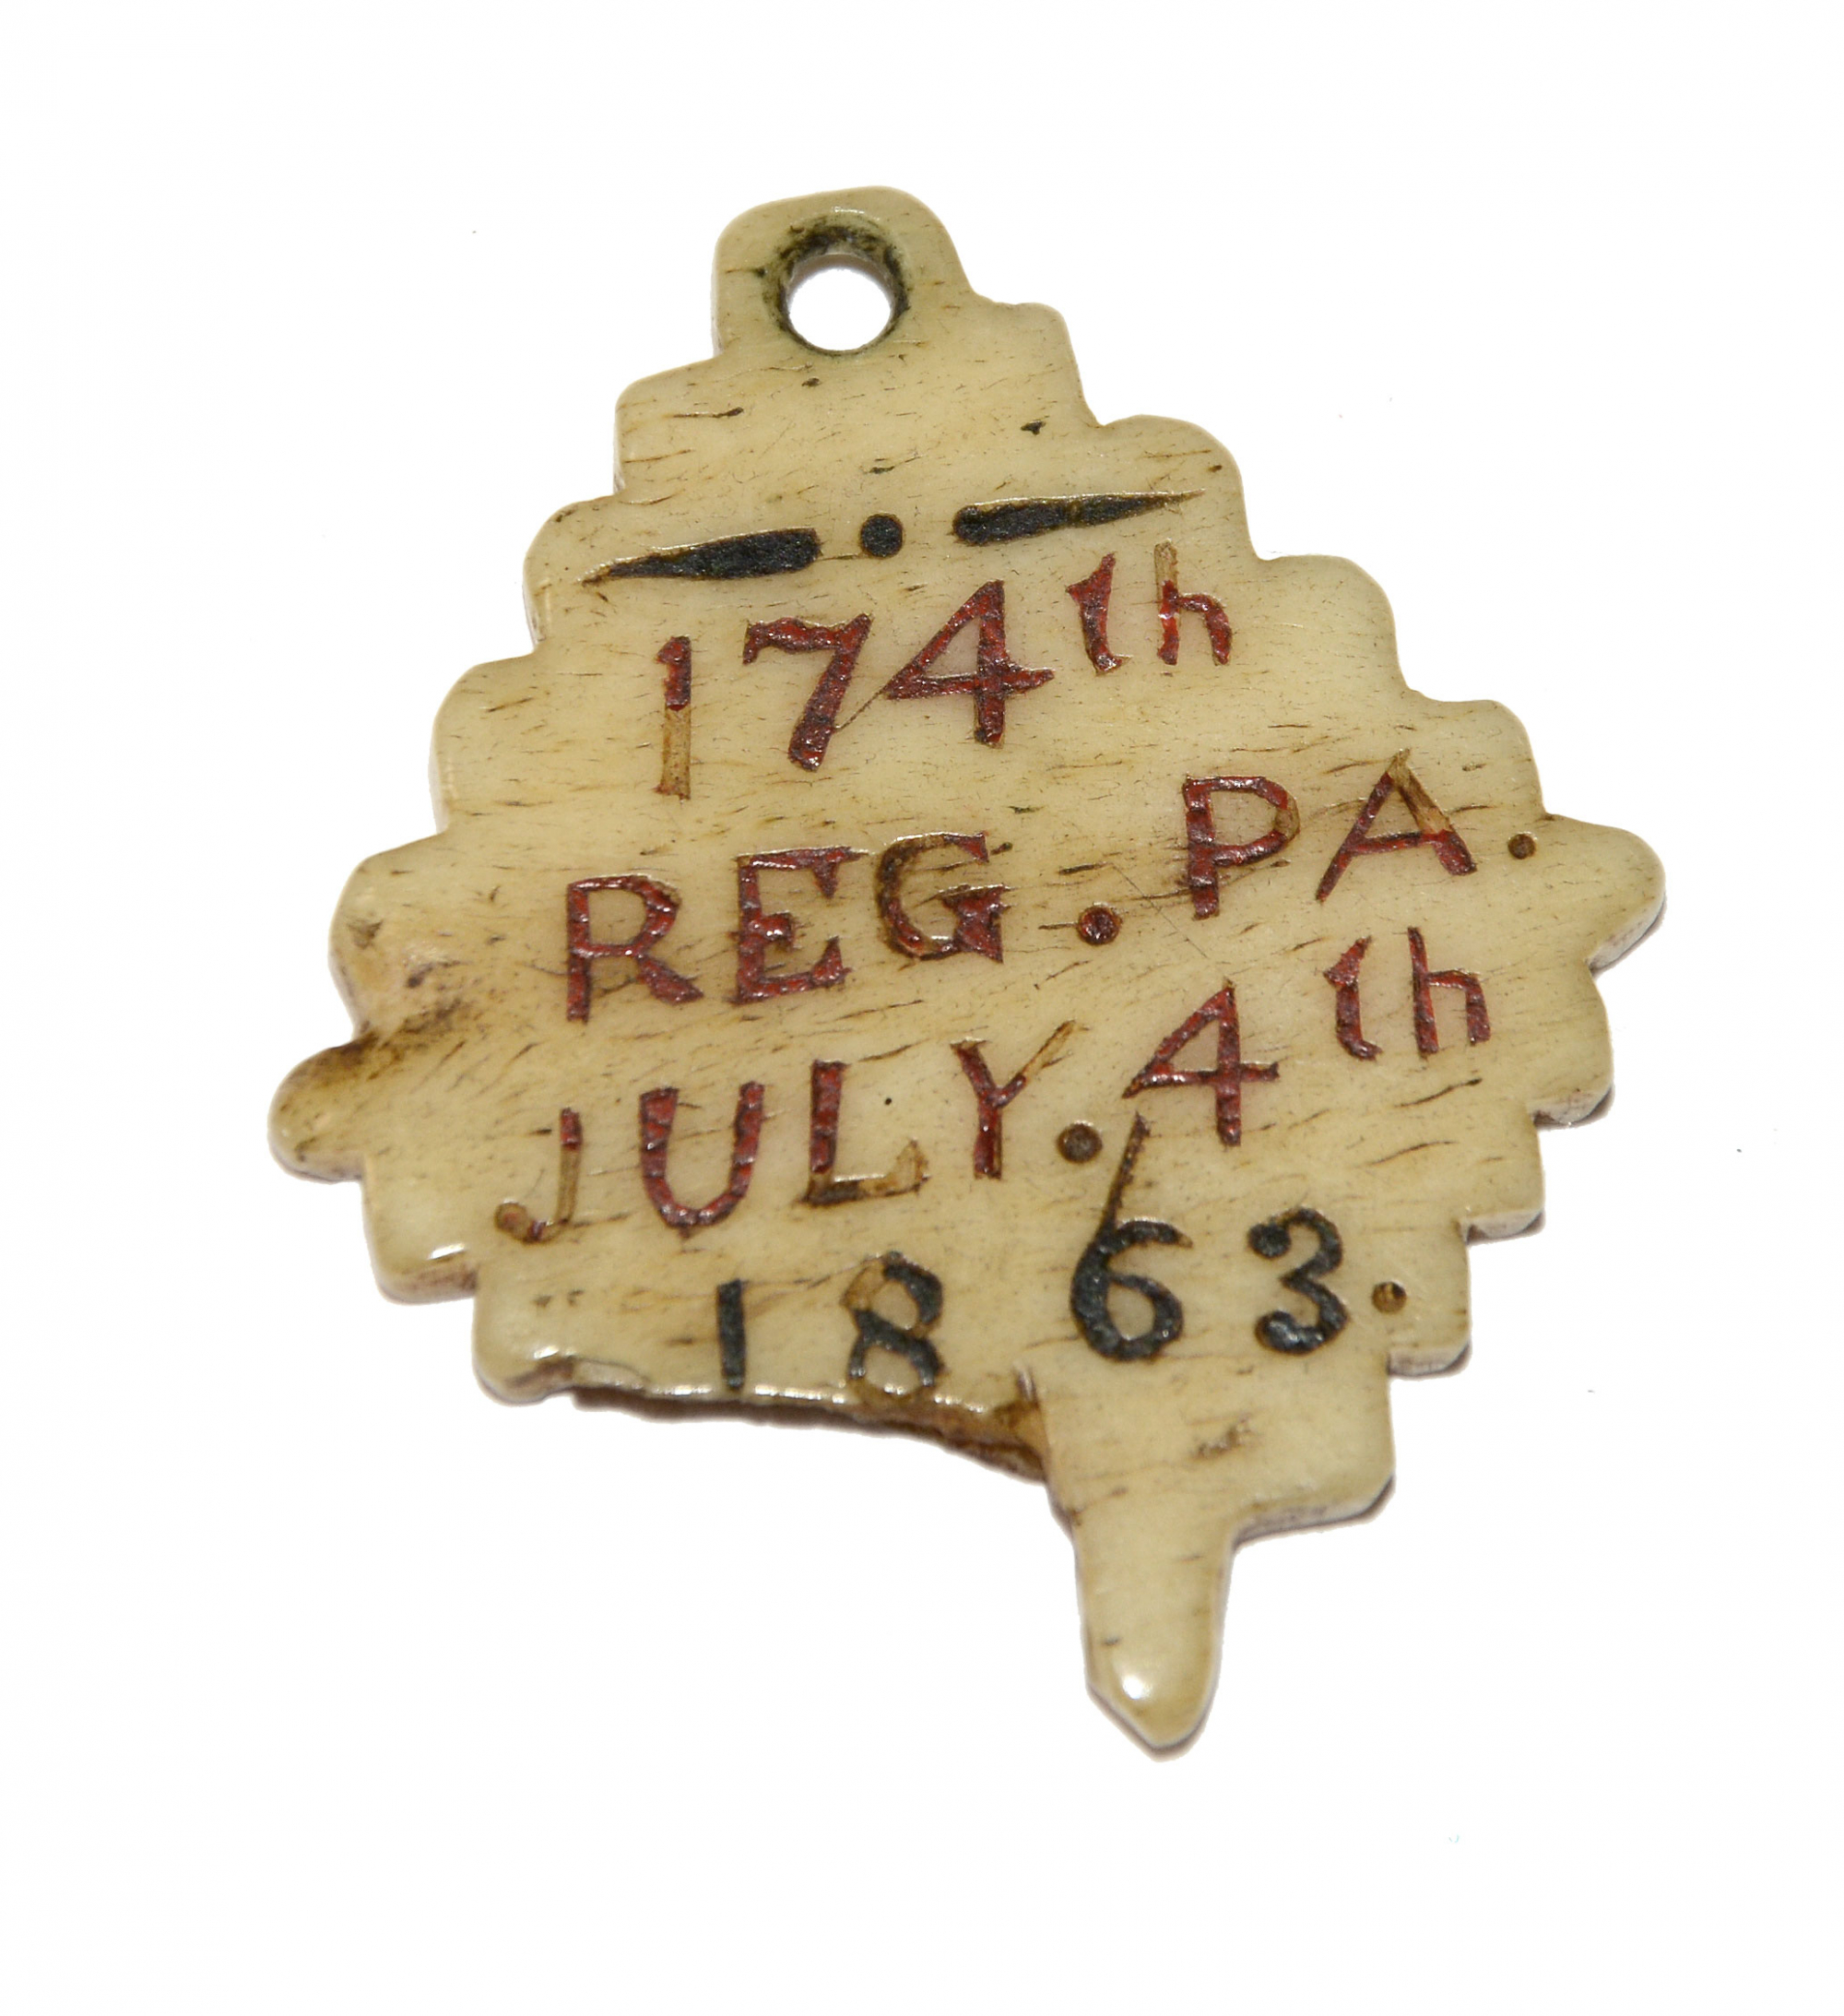 174th
REG. PA.
JULY. 4th
1863.